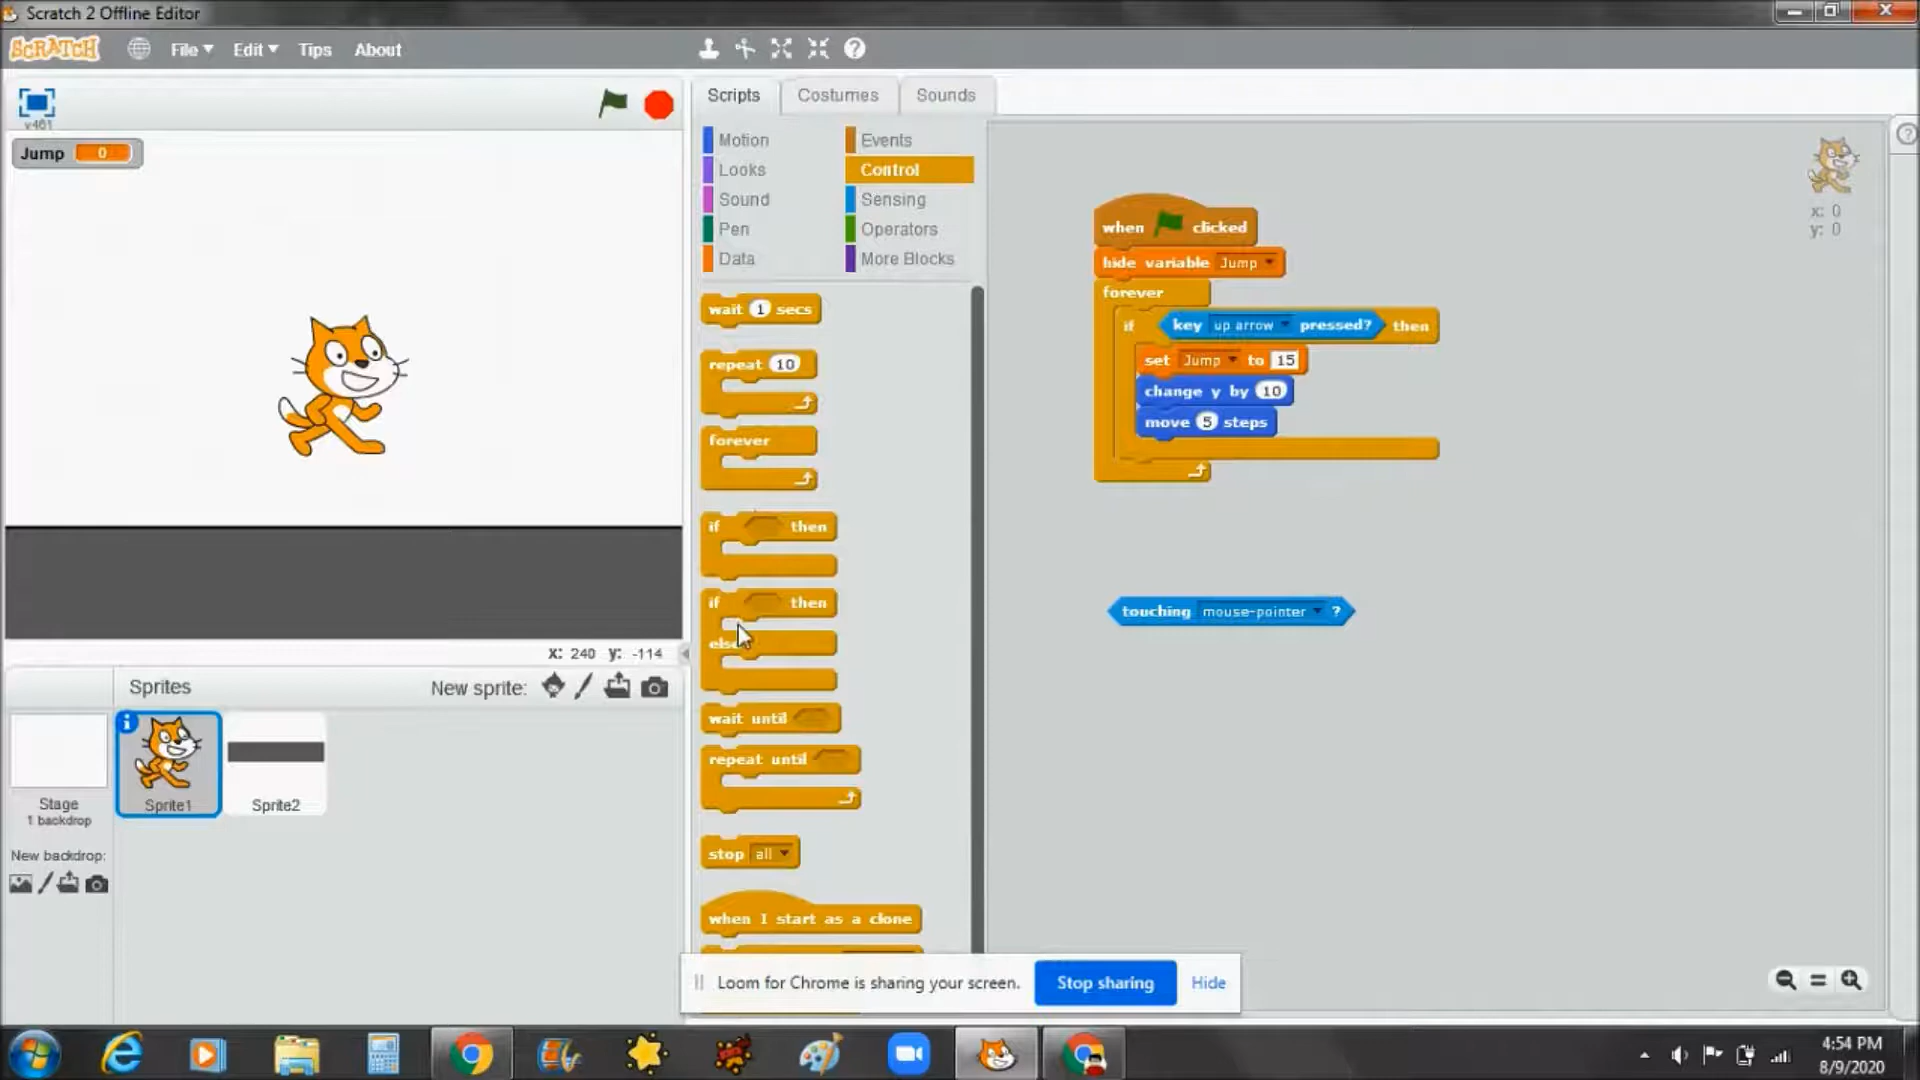 Scratch 2 Offline Editor
SCRATCH File Edit Tips About
v461
Jump 0
x: 240 y: -114
Sprites New sprite:
Stage
1 backdrop
New backdrop:
Sprite1
Sprite2
Scripts Costumes Sounds
Motion Events
Looks Control
Sound Sensing
Pen Operators
Data More Blocks
wait 1 secs
repeat 10
forever
if then
if then
else
wait until
repeat until
stop all
when I start as a clone
when clicked
hide variable Jump
forever
if key up arrow pressed? then
set Jump to 15
change y by 10
move 5 steps
touching mouse-pointer ?
x: 0
y: 0
Loom for Chrome is sharing your screen. Stop sharing Hide
4:54 PM
8/9/2020